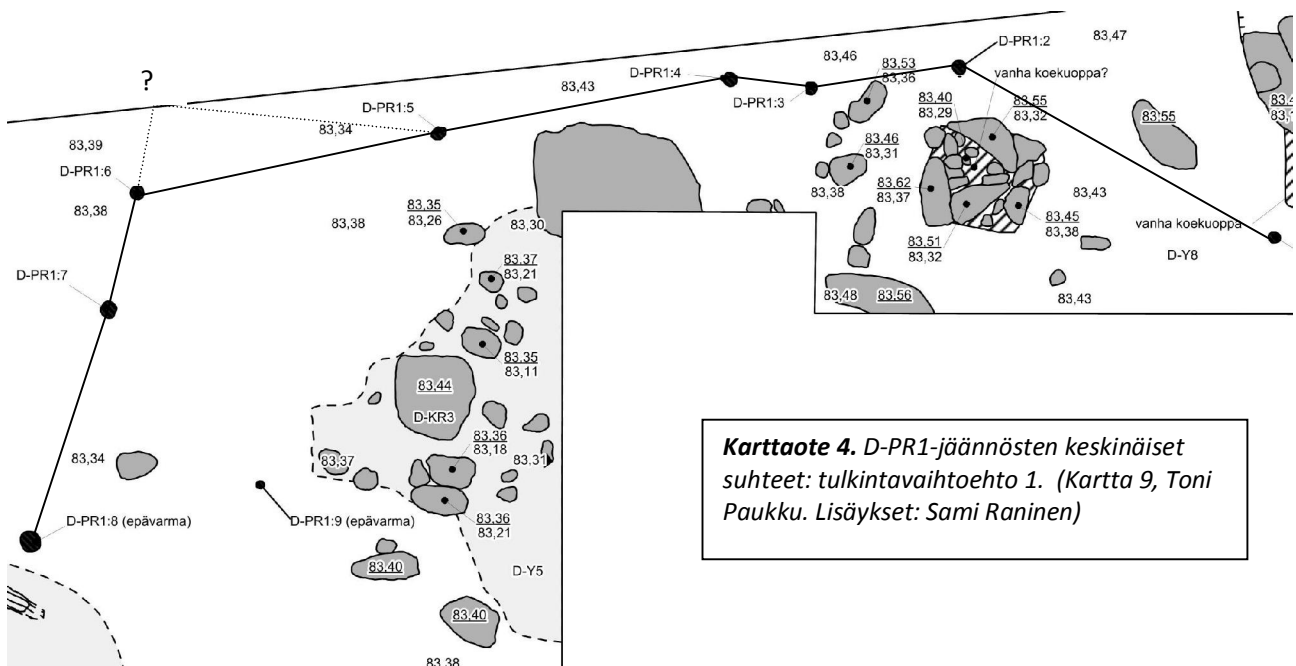 D-PR1:2
83,47
83,46
?
D-PR1:4
83,53
83,36
vanha koekuoppa?
83,43
D-PR1:3
83,40
83,29
83,55
83,32
D-PR1:5
83,34
83,55
83,39
83,46
83,31
D-PR1:6
83,38
83,62
83,37
83,43
83,38
83,35
83,26
83,38
83,30
83,45
83,38
vanha koekuoppa
83,51
83,32
D-Y8
83,37
83,21
D-PR1:7
83,48
83,56
83,43
83,35
83,11
83,44
D-KR3
83,36
83,18
83,34
83,37
83,31
D-PR1:8 (epävarma)
D-PR1:9 (epävarma)
83,36
83,21
83,40
D-Y5
83,40
83,38
Karttaote 4. D-PR1-jäännösten keskinäiset
suhteet: tulkintavaihtoehto 1. (Kartta 9, Toni
Paukku. Lisäykset: Sami Raninen)